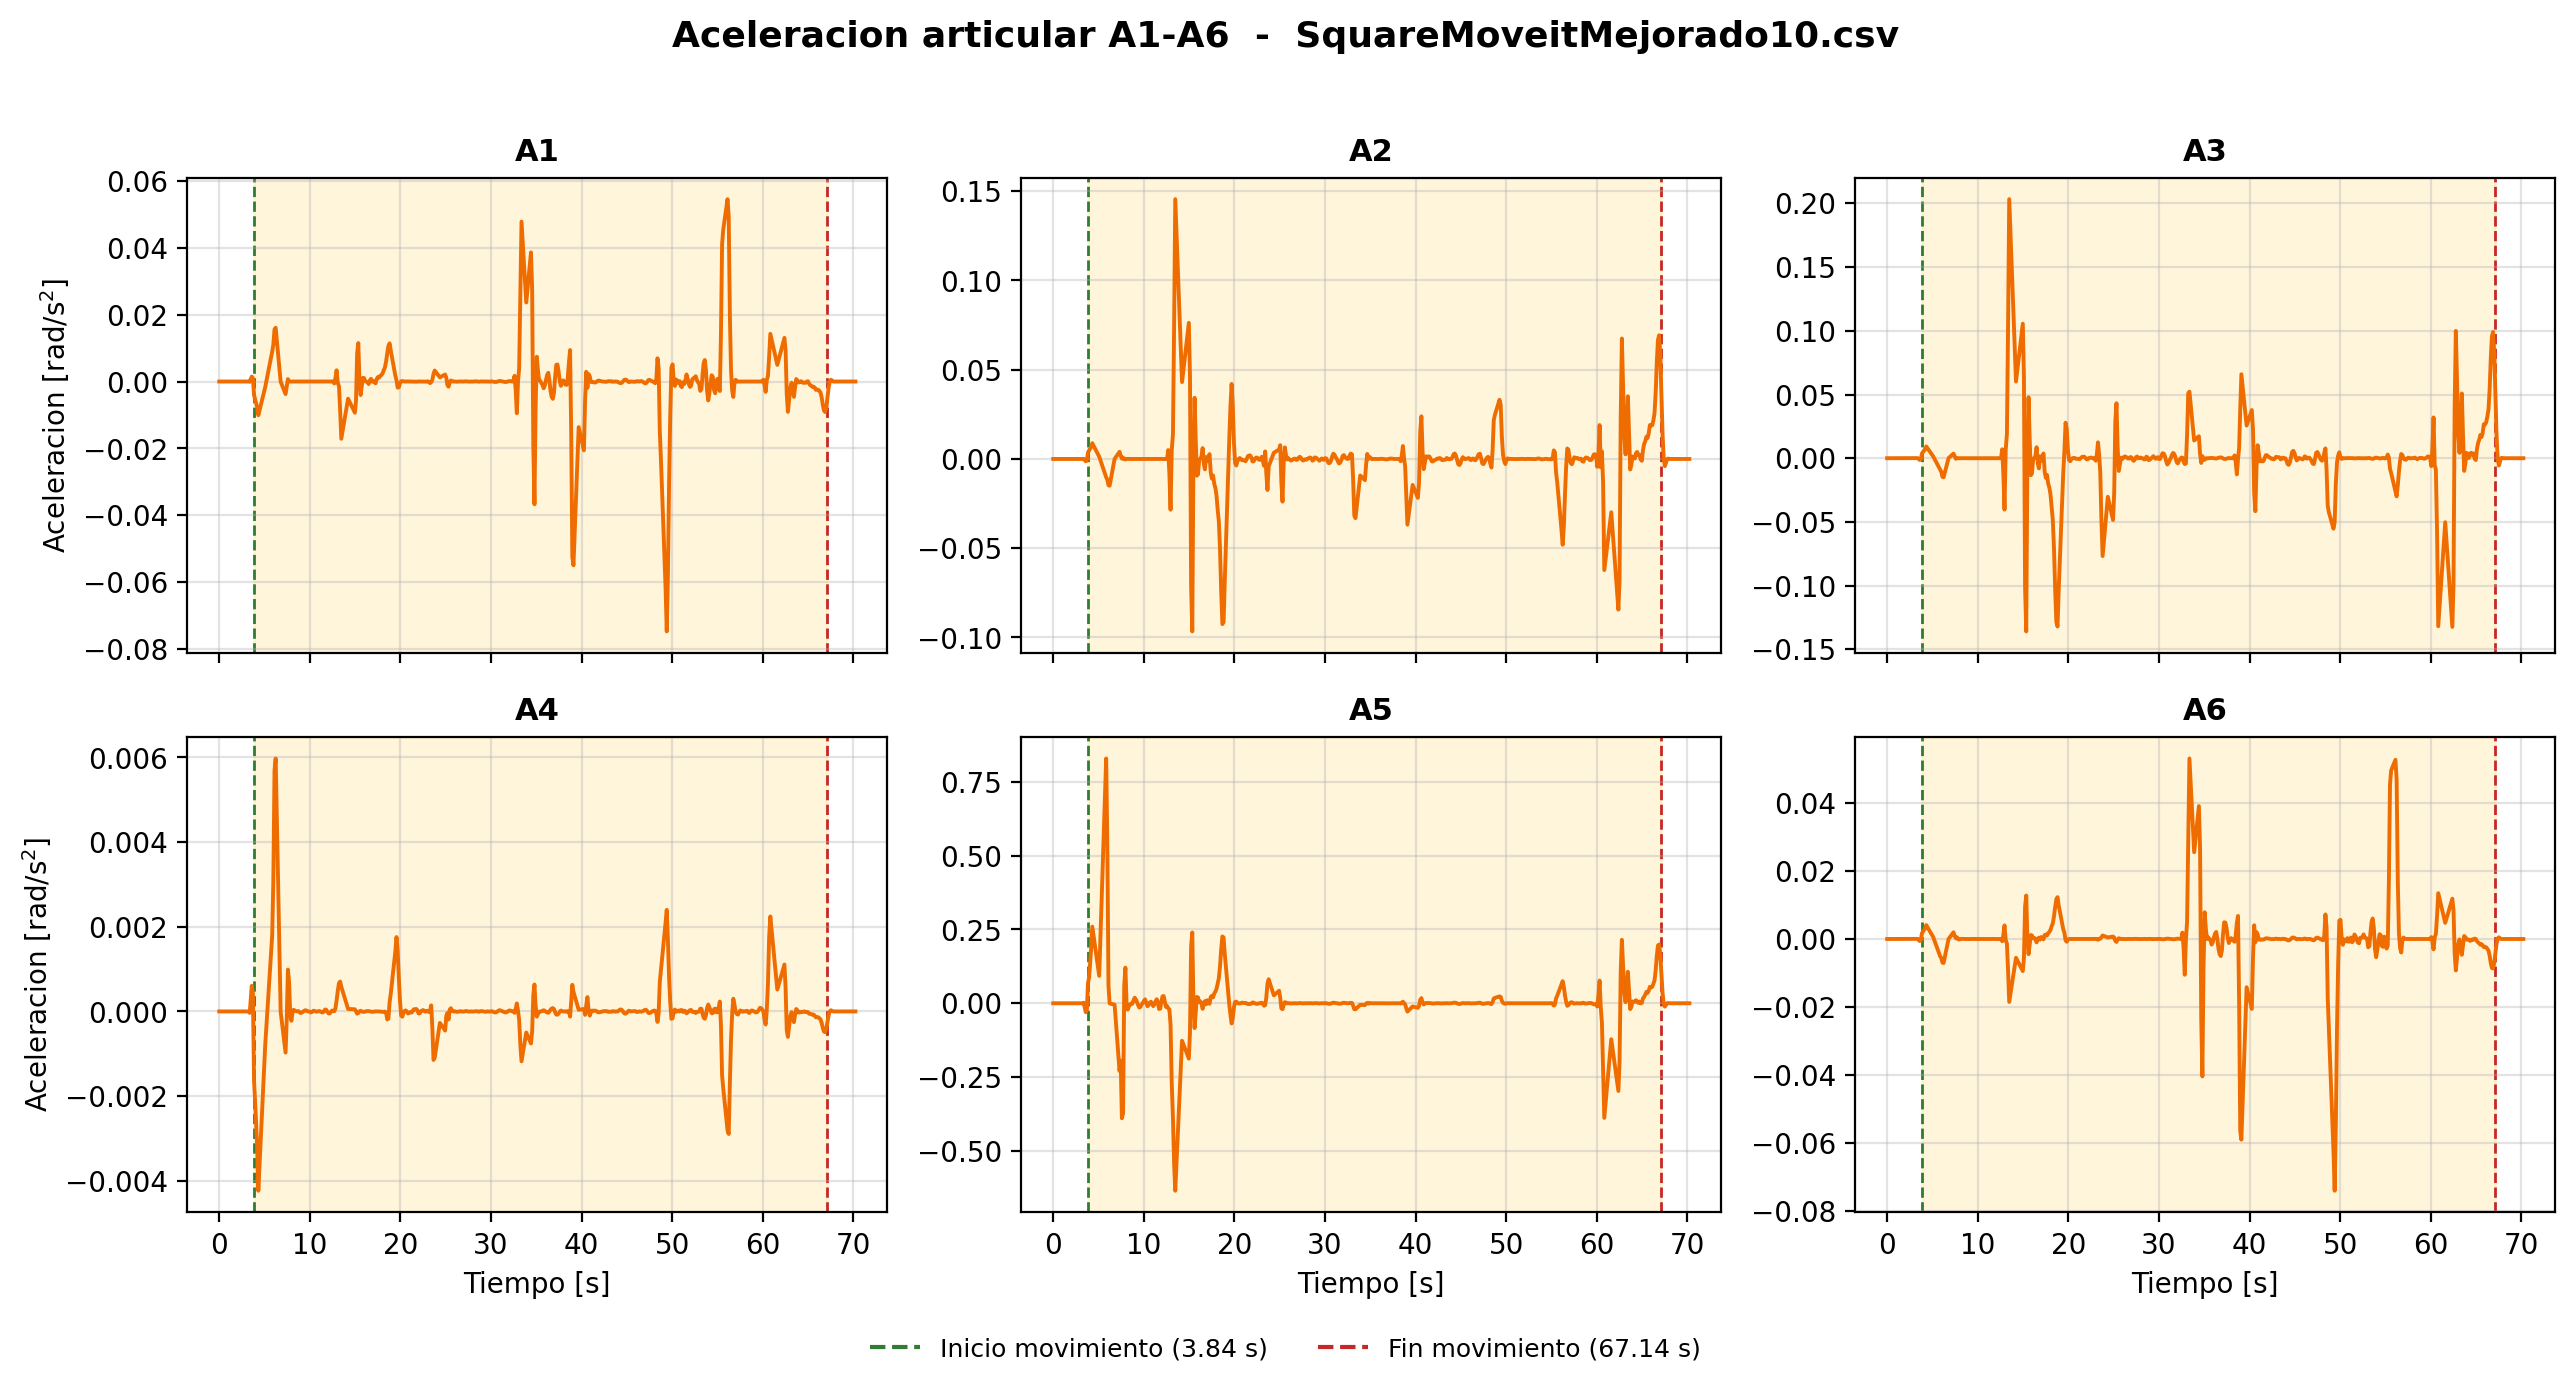 Aceleracion articular A1-A6 - SquareMoveitMejorado10.csv
A1
A2
A3
Aceleracion [rad/s²]
0.06
0.04
0.02
0.00
−0.02
−0.04
−0.06
−0.08
0.15
0.10
0.05
0.00
−0.05
−0.10
0.20
0.15
0.10
0.05
0.00
−0.05
−0.10
−0.15
A4
A5
A6
Aceleracion [rad/s²]
0.006
0.004
0.002
0.000
−0.002
−0.004
0.75
0.50
0.25
0.00
−0.25
−0.50
0.04
0.02
0.00
−0.02
−0.04
−0.06
−0.08
0 10 20 30 40 50 60 70
0 10 20 30 40 50 60 70
0 10 20 30 40 50 60 70
Tiempo [s]
Tiempo [s]
Tiempo [s]
Inicio movimiento (3.84 s)
Fin movimiento (67.14 s)